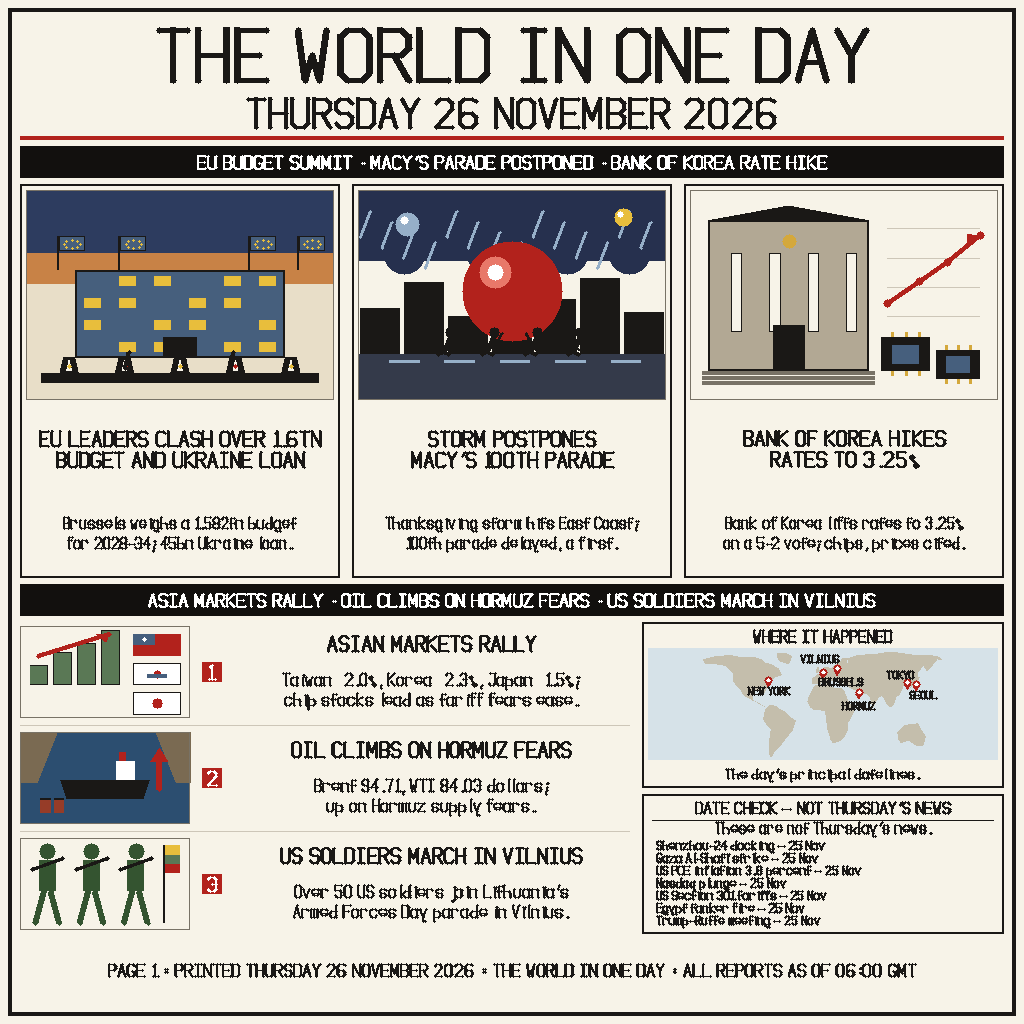 THE WORLD IN ONE DAY
THURSDAY 26 NOVEMBER 2026
EU BUDGET SUMMIT · MACY'S PARADE POSTPONED · BANK OF KOREA RATE HIKE
EU LEADERS CLASH OVER 1.6TN
BUDGET AND UKRAINE LOAN
Brussels weighs a 1.592tn budget
for 2028-34; 45bn Ukraine loan.
STORM POSTPONES
MACY'S 100TH PARADE
Thanksgiving storm hits East Coast;
100th parade delayed, a first.
BANK OF KOREA HIKES
RATES TO 3.25%
Bank of Korea lifts rates to 3.25%
on a 5-2 vote; chips, prices cited.
ASIA MARKETS RALLY · OIL CLIMBS ON HORMUZ FEARS · US SOLDIERS MARCH IN VILNIUS
1
ASIAN MARKETS RALLY
Taiwan 2.0%, Korea 2.3%, Japan 1.5%;
chip stocks lead as tariff fears ease.
2
OIL CLIMBS ON HORMUZ FEARS
Brent 94.71, WTI 84.03 dollars;
up on Hormuz supply fears.
3
US SOLDIERS MARCH IN VILNIUS
Over 50 US soldiers join Lithuania's
Armed Forces Day parade in Vilnius.
WHERE IT HAPPENED
VILNIUS
BRUSSELS
TOKYO
NEW YORK
SEOUL
HORMUZ
The day's principal datelines.
DATE CHECK -- NOT THURSDAY'S NEWS
These are not Thursday's news.
Shenzhou-24 docking -- 25 Nov
Gaza Al-Shati strike -- 25 Nov
US PCE inflation 3.8 percent -- 25 Nov
Nasdaq plunge -- 25 Nov
US Section 301 tariffs -- 25 Nov
Egypt tanker fire -- 25 Nov
Trump-Rutte meeting -- 25 Nov
PAGE 1 · PRINTED THURSDAY 26 NOVEMBER 2026 · THE WORLD IN ONE DAY · ALL REPORTS AS OF 06:00 GMT